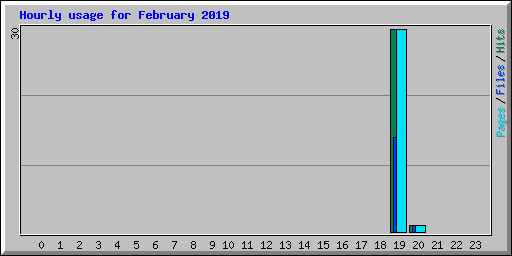 Hourly usage for February 2019
30
Pages/Files/Hits
0 1 2 3 4 5 6 7 8 9 10 11 12 13 14 15 16 17 18 19 20 21 22 23